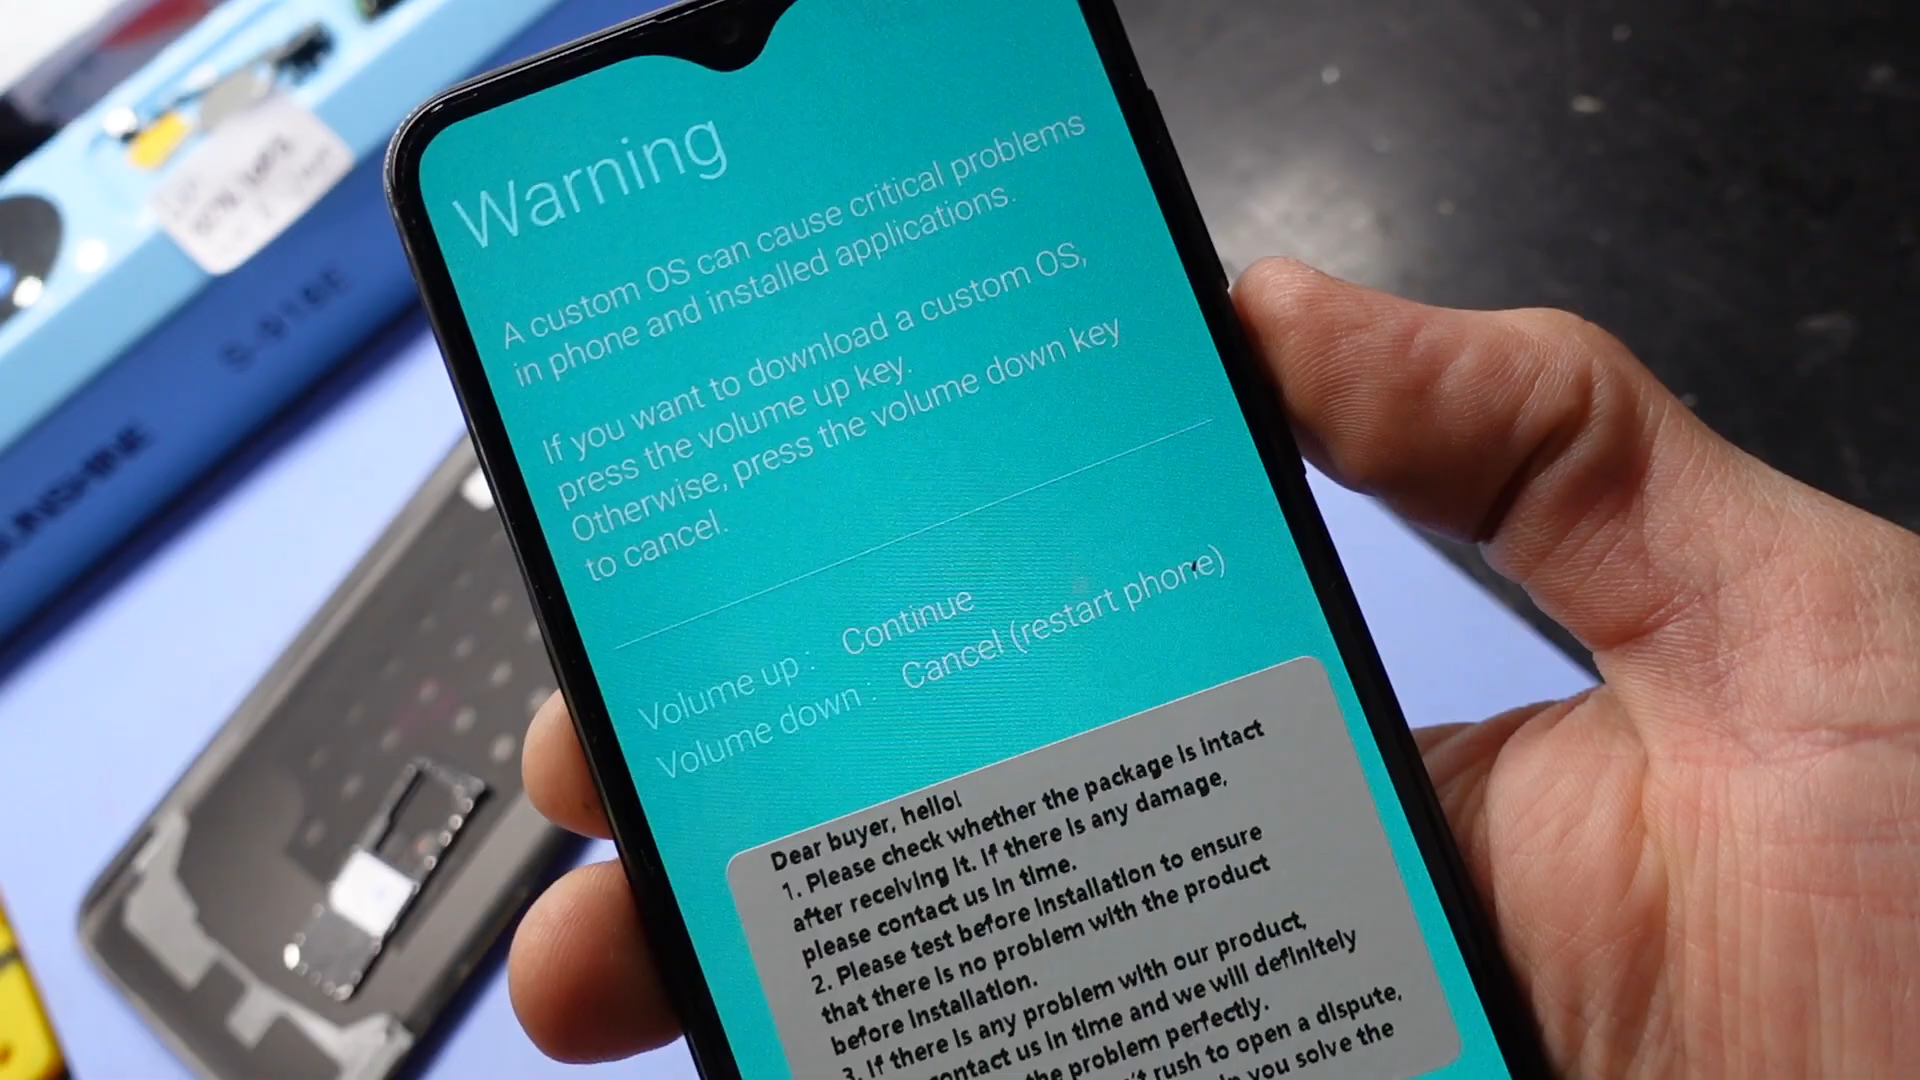 Warning
A custom OS can cause critical problems
in phone and installed applications.
If you want to download a custom OS,
press the volume up key.
Otherwise, press the volume down key
to cancel.
Volume up : Continue
Volume down : Cancel (restart phone)
Dear buyer, hello!
1. Please check whether the package is intact
after receiving it. If there is any damage,
please contact us in time.
2. Please test before installation to ensure
that there is no problem with the product
before installation.
3. If there is any problem with our product,
contact us in time and we will definitely
the problem perfectly.
rush to open a dispute,
you solve the